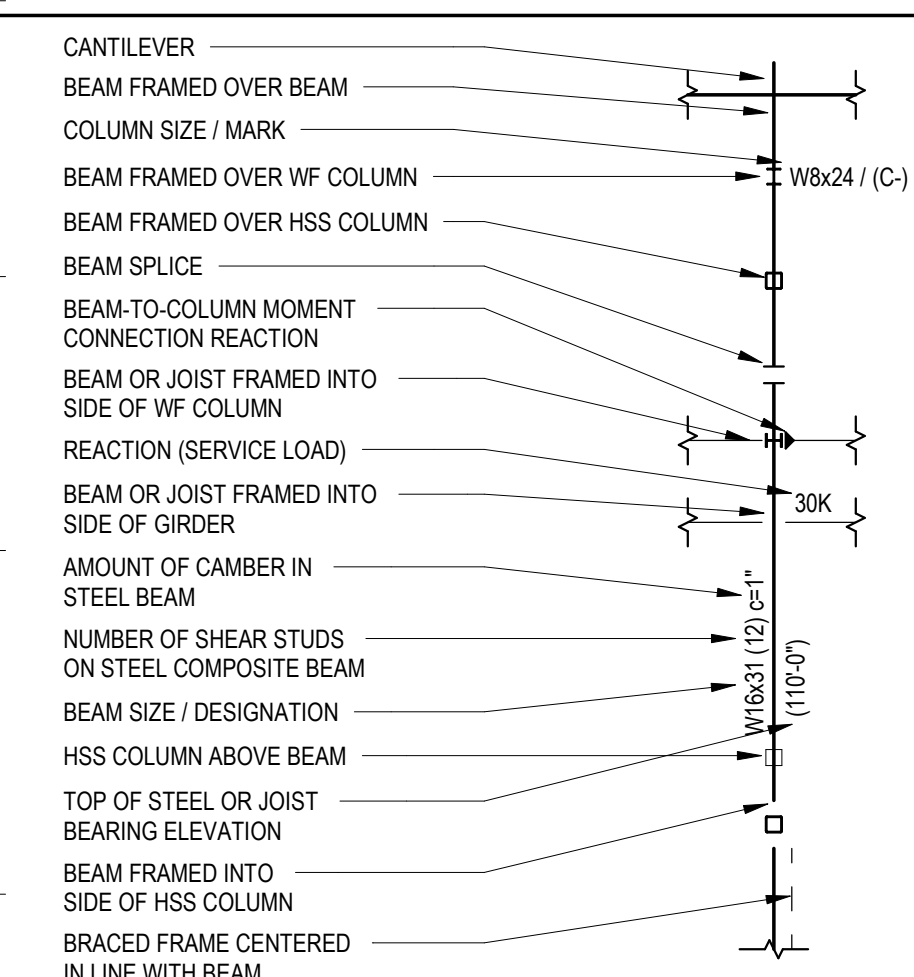 CANTILEVER
BEAM FRAMED OVER BEAM
COLUMN SIZE / MARK
BEAM FRAMED OVER WF COLUMN
W8x24 / (C-)
BEAM FRAMED OVER HSS COLUMN
BEAM SPLICE
BEAM-TO-COLUMN MOMENT
CONNECTION REACTION
BEAM OR JOIST FRAMED INTO
SIDE OF WF COLUMN
REACTION (SERVICE LOAD)
30K
BEAM OR JOIST FRAMED INTO
SIDE OF GIRDER
AMOUNT OF CAMBER IN
STEEL BEAM
NUMBER OF SHEAR STUDS
ON STEEL COMPOSITE BEAM
W16x31 (12) c=1"
(110'-0")
BEAM SIZE / DESIGNATION
HSS COLUMN ABOVE BEAM
TOP OF STEEL OR JOIST
BEARING ELEVATION
BEAM FRAMED INTO
SIDE OF HSS COLUMN
BRACED FRAME CENTERED
IN LINE WITH BEAM